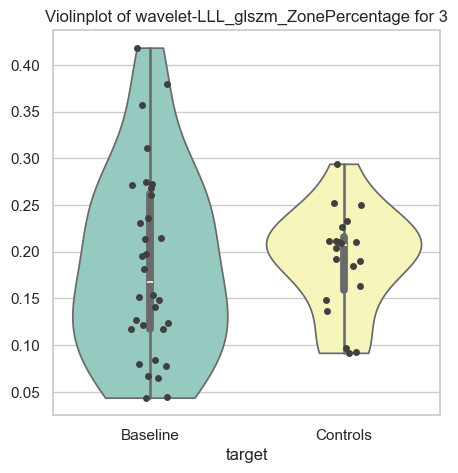 Violinplot of wavelet-LLL_glszm_ZonePercentage for 3
0.40
0.35
0.30
0.25
0.20
0.15
0.10
0.05
Baseline
Controls
target